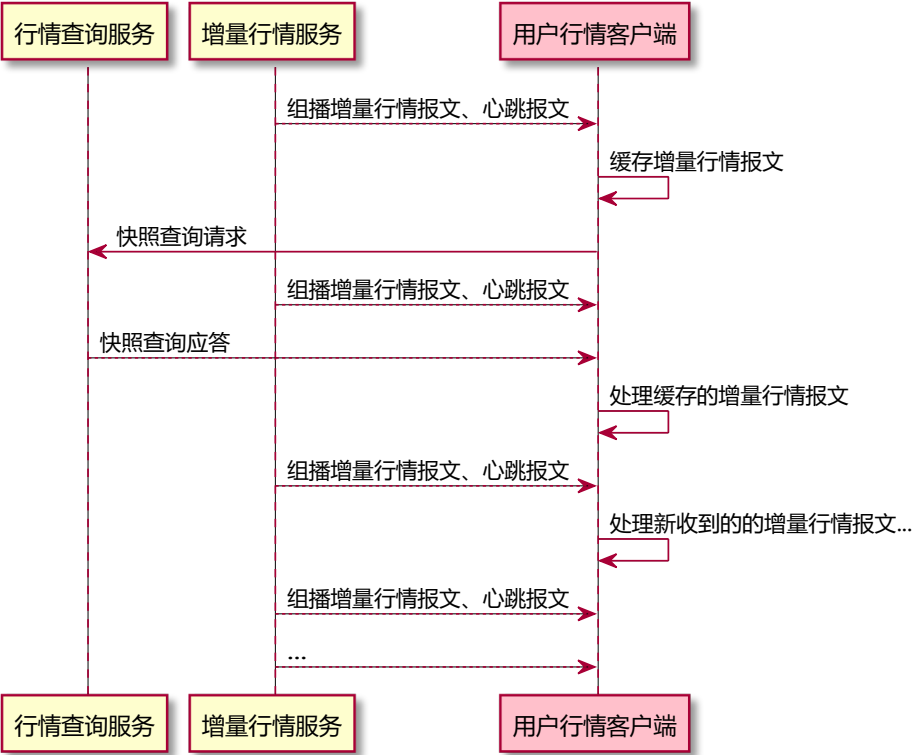 行情查询服务
增量行情服务
用户行情客户端
组播增量行情报文、心跳报文
缓存增量行情报文
快照查询请求
组播增量行情报文、心跳报文
快照查询应答
处理缓存的增量行情报文
组播增量行情报文、心跳报文
处理新收到的的增量行情报文...
组播增量行情报文、心跳报文
...
行情查询服务
增量行情服务
用户行情客户端